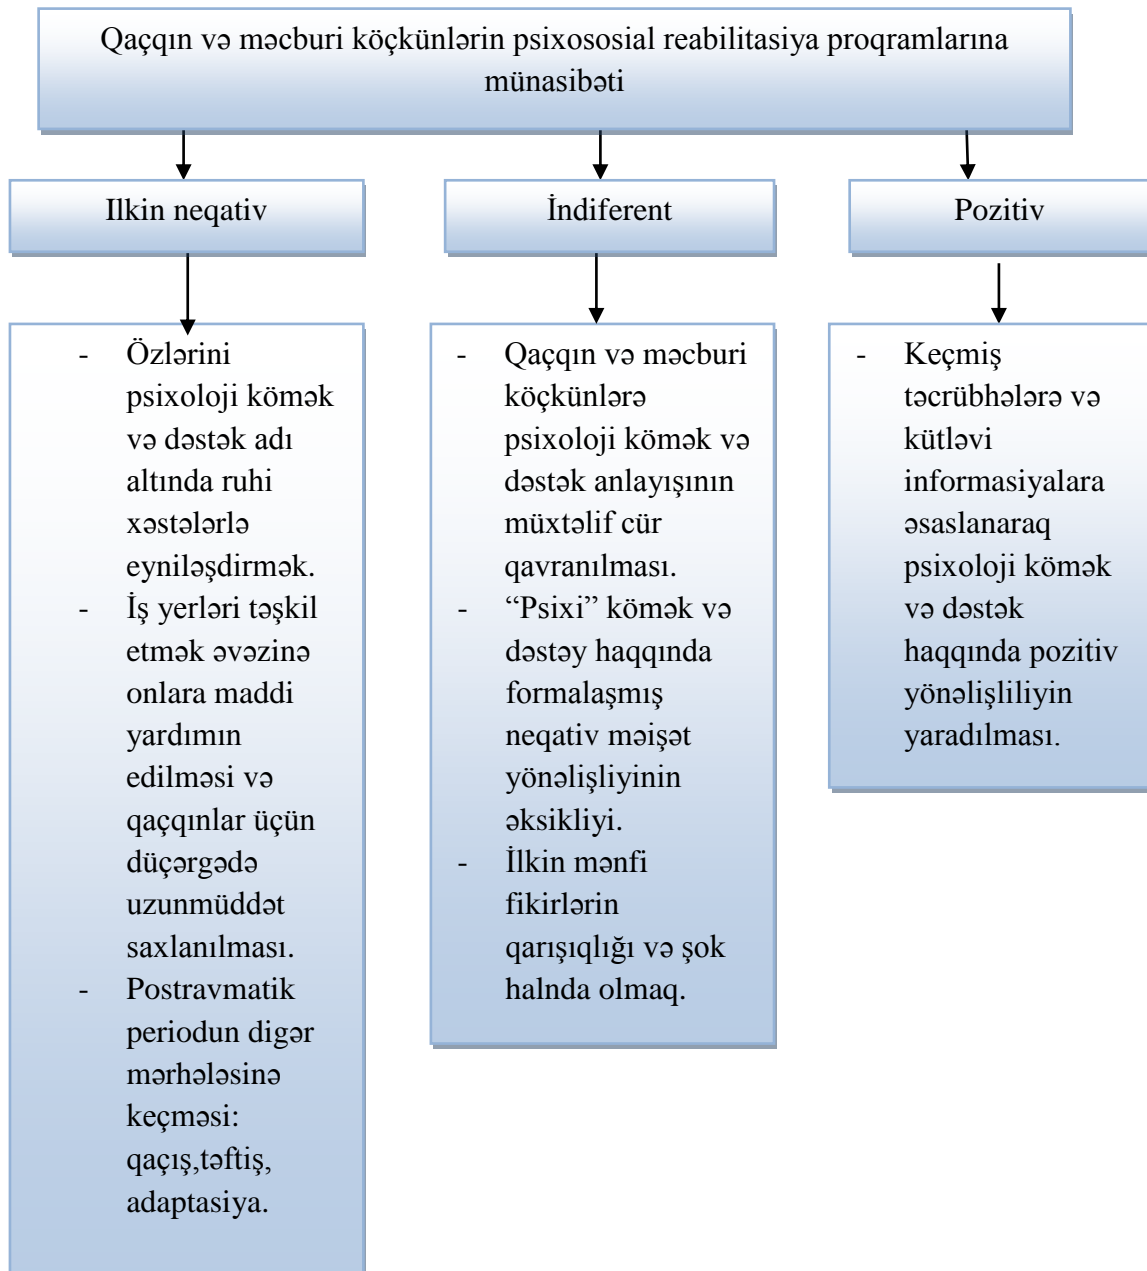 Qaçqın və məcburi köçkünlərin psixososial reabilitasiya proqramlarına
münasibəti
Ilkin neqativ
İndiferent
Pozitiv
- Özlərini
psixoloji kömək
və dəstək adı
altında ruhi
xəstələrlə
eyniləşdirmək.
- İş yerləri təşkil
etmək əvəzinə
onlara maddi
yardımın
edilməsi və
qaçqınlar üçün
düçərgədə
uzunmüddət
saxlanılması.
- Postravmatik
periodun digər
mərhələsinə
keçməsi:
qaçış,təftiş,
adaptasiya.
- Qaçqın və məcburi
köçkünlərə
psixoloji kömək və
dəstək anlayışının
müxtəlif cür
qavranılması.
- “Psixi” kömək və
dəstəy haqqında
formalaşmış
neqativ məişət
yönəlişliyinin
əksikliyi.
- İlkin mənfi
fikirlərin
qarışıqlığı və şok
halnda olmaq.
- Keçmiş
təcrübhələrə və
kütləvi
informasiyalara
əsaslanaraq
psixoloji kömək
və dəstək
haqqında pozitiv
yönəlişliliyin
yaradılması.